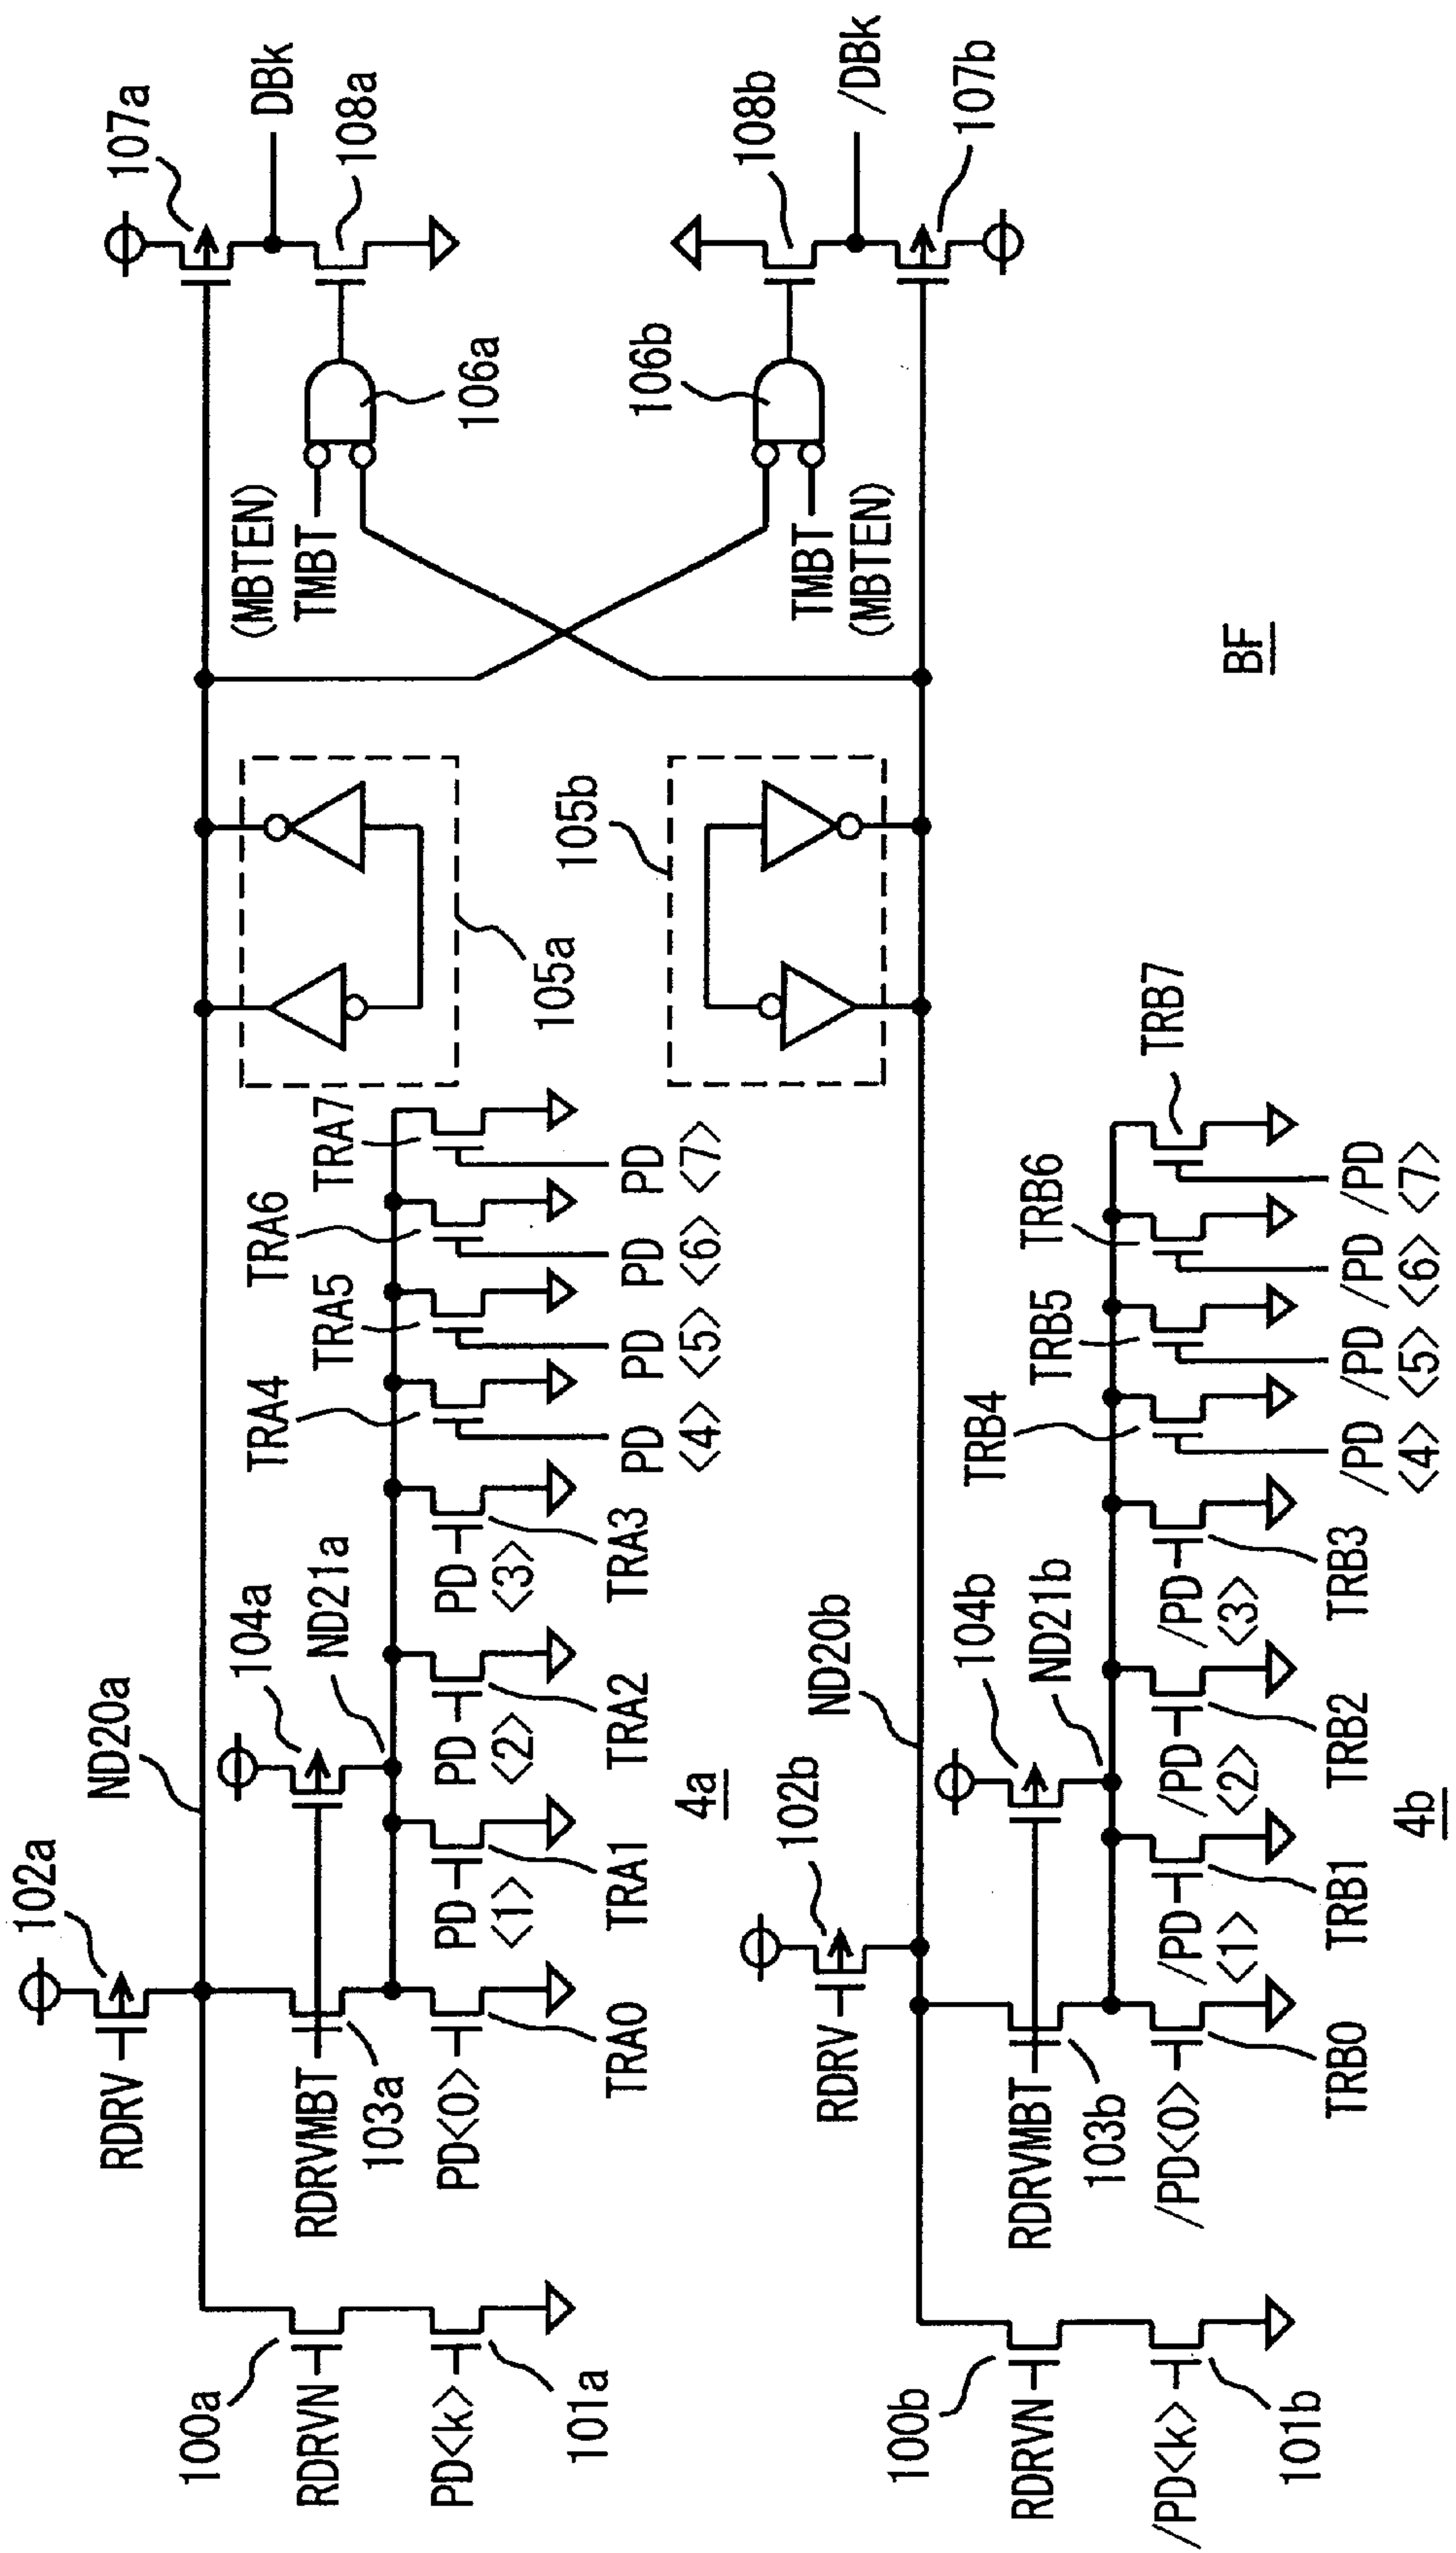 102a
RDRV
ND20a
RDRVMBT
103a
104a
ND21a
100a
RDRVN
PD<k>
101a
PD<0>
TRA0
PD
<1>
TRA1
PD
<2>
TRA2
PD
<3>
TRA3
TRA4
PD
<4>
TRA5
PD
<5>
TRA6
PD
<6>
TRA7
PD
<7>
4a
105a
(MBTEN)
TMBT
106a
107a
DBk
108a
102b
RDRV
ND20b
RDRVMBT
103b
104b
ND21b
100b
RDRVN
/PD<k>
101b
/PD<0>
TRB0
/PD
<1>
TRB1
/PD
<2>
TRB2
/PD
<3>
TRB3
TRB4
/PD
<4>
TRB5
/PD
<5>
TRB6
/PD
<6>
TRB7
/PD
<7>
4b
105b
106b
TMBT
(MBTEN)
108b
/DBk
107b
BF